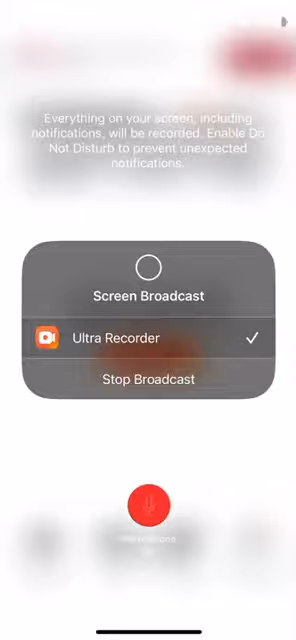 Everything on your screen, including
notifications, will be recorded. Enable Do
Not Disturb to prevent unexpected
notifications.
Screen Broadcast
Ultra Recorder
Stop Broadcast